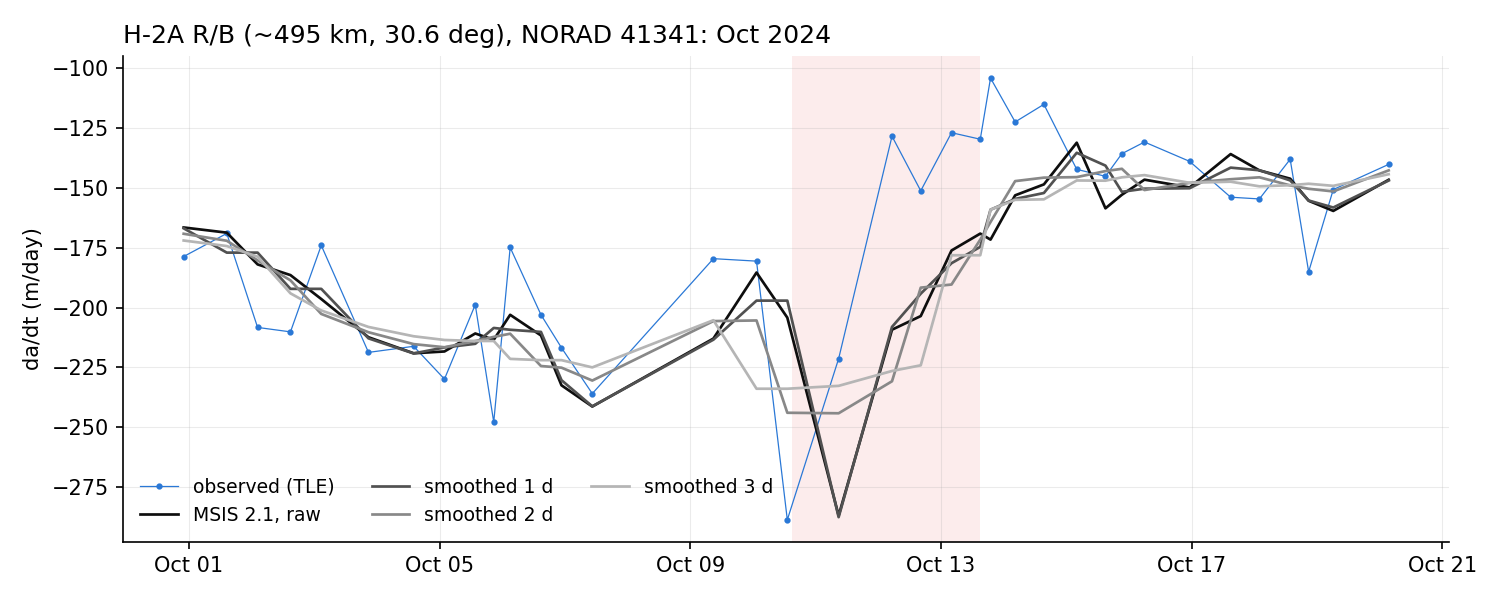 H-2A R/B (~495 km, 30.6 deg), NORAD 41341: Oct 2024
da/dt (m/day)
−100
−125
−150
−175
−200
−225
−250
−275
observed (TLE)
MSIS 2.1, raw
smoothed 1 d
smoothed 2 d
smoothed 3 d
Oct 01
Oct 05
Oct 09
Oct 13
Oct 17
Oct 21